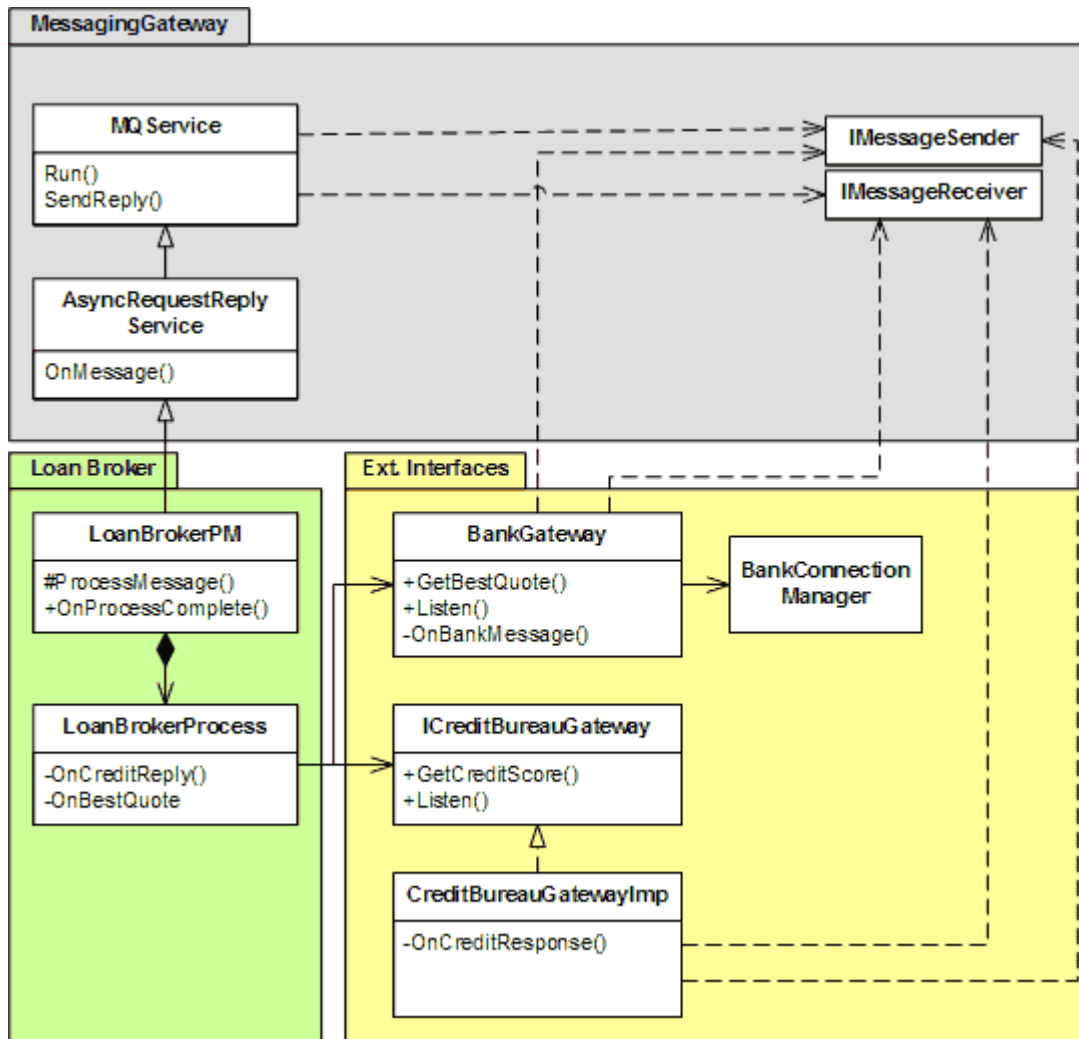 MessagingGateway
MQService
Run()
SendReply()
IMessageSender
IMessageReceiver
AsyncRequestReply
Service
OnMessage()
Loan Broker
LoanBrokerPM
#ProcessMessage()
+OnProcessComplete()
LoanBrokerProcess
-OnCreditReply()
-OnBestQuote
Ext. Interfaces
BankGateway
+GetBestQuote()
+Listen()
-OnBankMessage()
BankConnection
Manager
ICreditBureauGateway
+GetCreditScore()
+Listen()
CreditBureauGatewayImp
-OnCreditResponse()